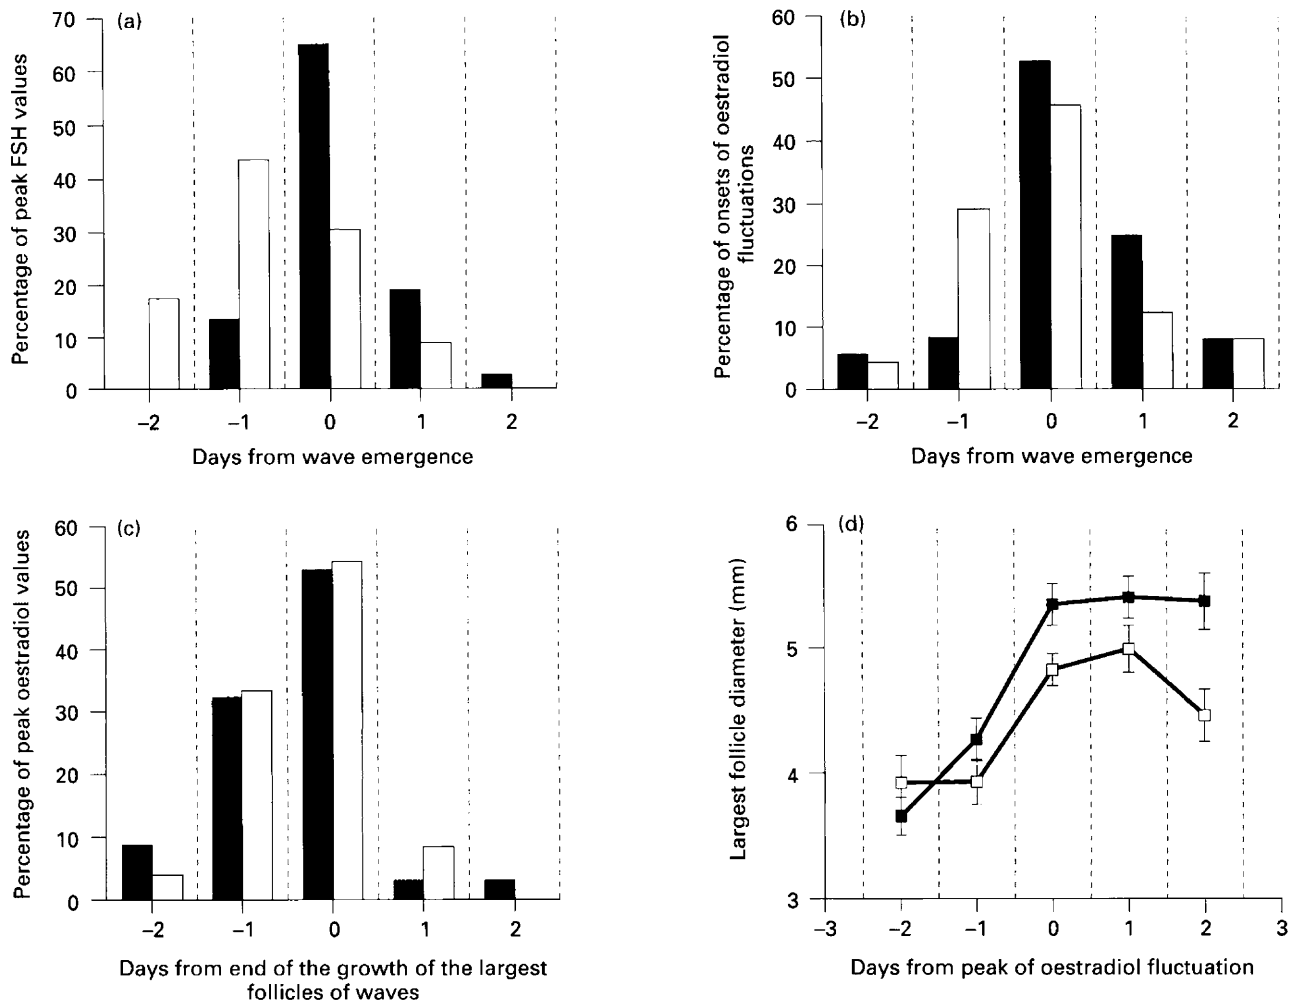 (a)
Percentage of peak FSH values
70
60
50
40
30
20
10
0
–2 –1 0 1 2
Days from wave emergence
(b)
Percentage of onsets of oestradiol
fluctuations
60
50
40
30
20
10
0
–2 –1 0 1 2
Days from wave emergence
(c)
Percentage of peak oestradiol values
60
50
40
30
20
10
0
–2 –1 0 1 2
Days from end of the growth of the largest
follicles of waves
(d)
Largest follicle diameter (mm)
6
5
4
3
–3 –2 –1 0 1 2 3
Days from peak of oestradiol fluctuation